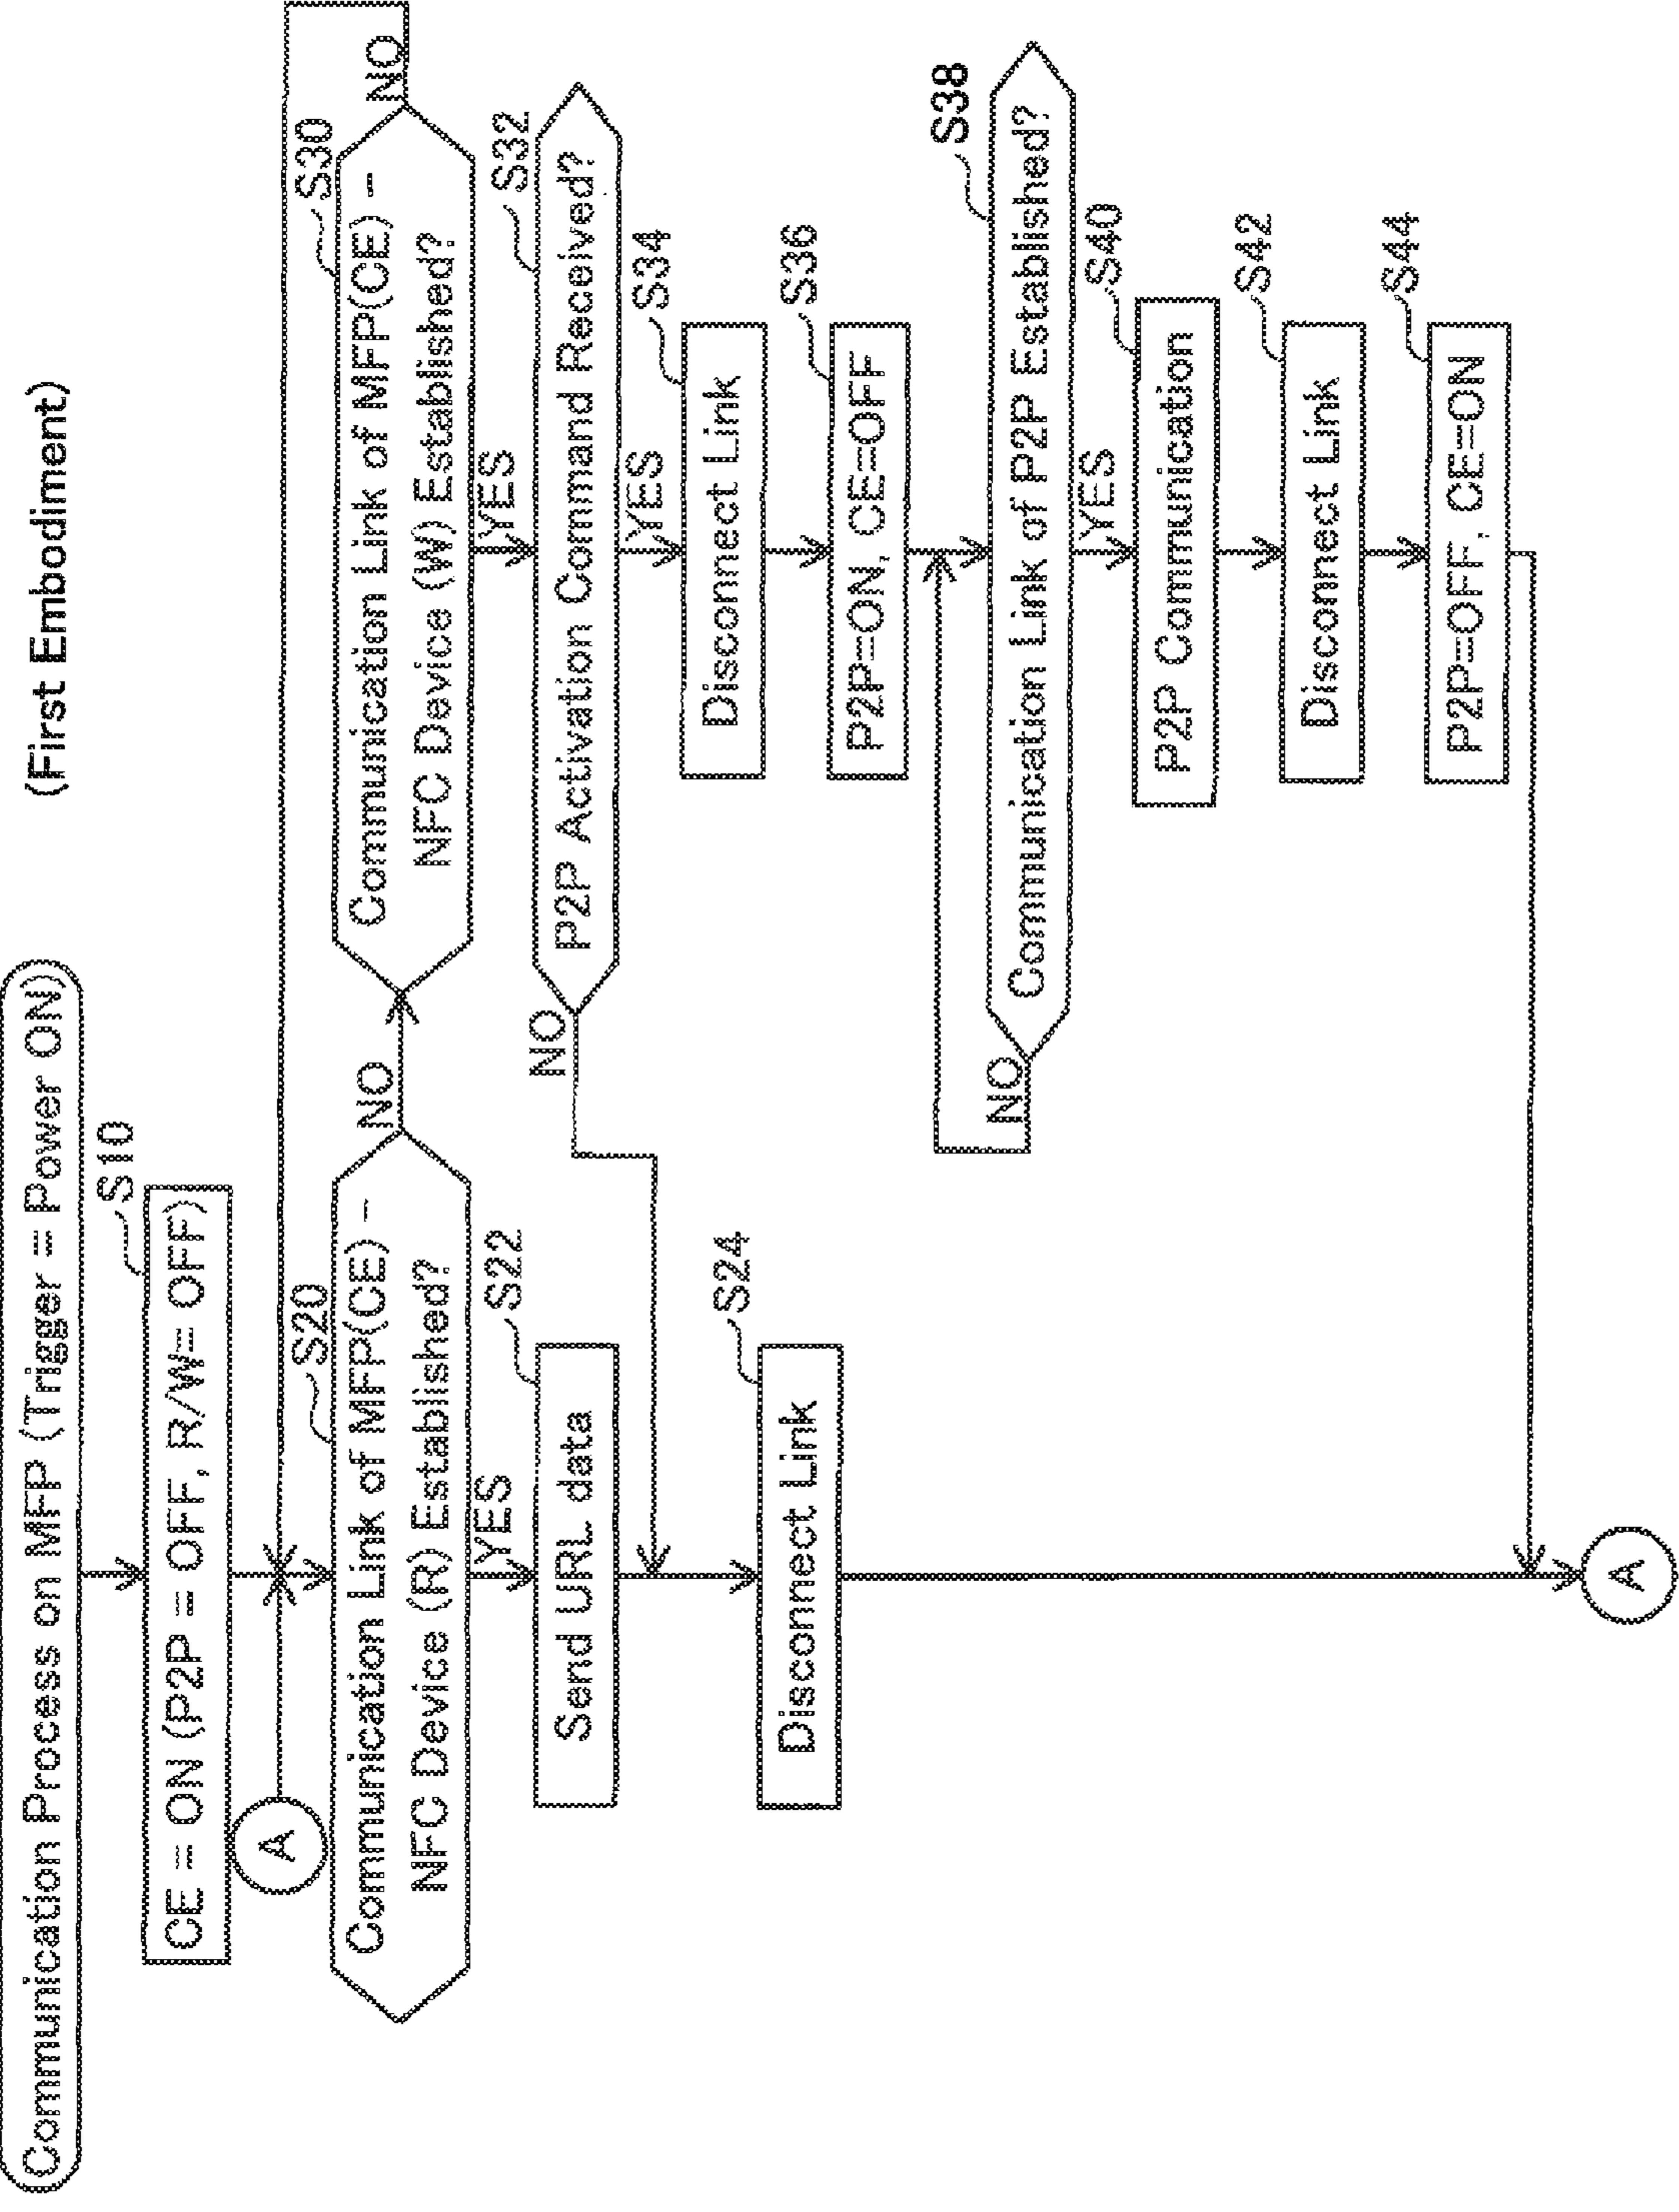 (First Embodiment)
Communication Process on MFP (Trigger = Power ON)
S10
CE = ON (P2P = OFF, R/W= OFF)
A
S20
Communication Link of MFP(CE) –
NFC Device (R) Established?
NO
YES
S22
Send URL data
S24
Disconnect Link
S30
Communication Link of MFP(CE) –
NFC Device (W) Established?
NO
YES
S32
P2P Activation Command Received?
NO
YES
S34
Disconnect Link
S36
P2P=ON, CE=OFF
S38
Communication Link of P2P Established?
NO
YES
S40
P2P Communication
S42
Disconnect Link
S44
P2P=OFF, CE=ON
A